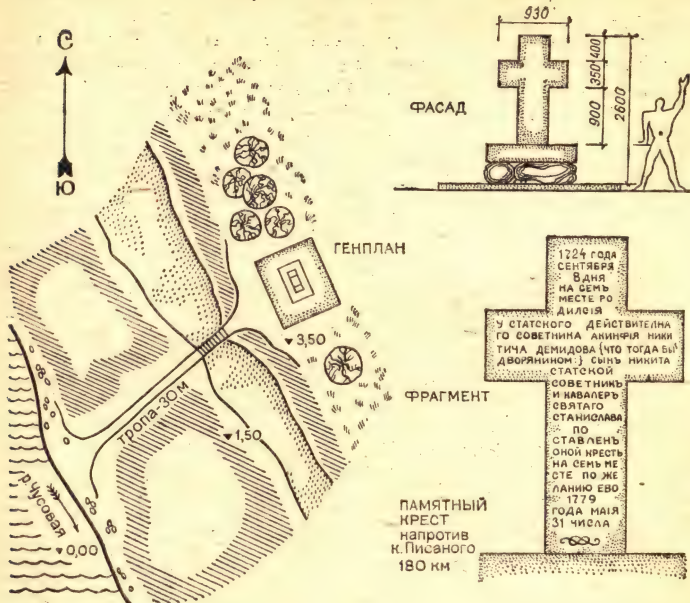 С
Ю
ГЕНПЛАН
3,50
тропа-30 м
1,50
р. Чусовая
0,00
930
ФАСАД
400
350
900
2600
ФРАГМЕНТ
1724 ГОДА
СЕНТЯБРЯ
8 ДНЯ
НА СЕМЪ
МЕСТЕ РО
ДИЛСІЯ
У СТАТСКОГО ДЕЙСТВИТЕЛНА
ГО СОВЕТНИКА АКИНФІЯ НИКИ
ТИЧА ДЕМИДОВА (ЧТО ТОГДА БЫ
ДВОРЯНИНОМ:) СЫНЪ НИКИТА
СТАТСКОЙ
СОВЕТНИКЪ
И КАВАЛЕРЪ
СВЯТАГО
СТАНИСЛАВА
ПО
СТАВЛЕНЪ
ОНОЙ КРЕСТЬ
НА СЕМЪ МЕ
СТЕ ПО ЖЕ
ЛАНИЮ ЕВО
1779
ГОДА МАІЯ
31 ЧИСЛА
ПАМЯТНЫЙ
КРЕСТ
напротив
к. Писаного
180 км